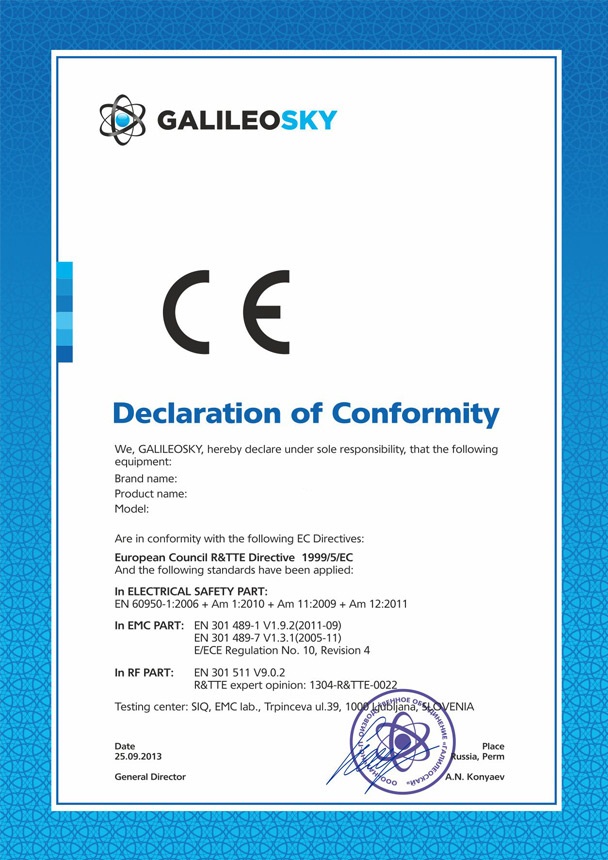 GALILEOSKY
CE
Declaration of Conformity
We, GALILEOSKY, hereby declare under sole responsibility, that the following
equipment:
Brand name:
Product name:
Model:
Are in conformity with the following EC Directives:
European Council R&TTE Directive 1999/5/EC
And the following standards have been applied:
In ELECTRICAL SAFETY PART:
EN 60950-1:2006 + Am 1:2010 + Am 11:2009 + Am 12:2011
In EMC PART: EN 301 489-1 V1.9.2(2011-09)
EN 301 489-7 V1.3.1(2005-11)
E/ECE Regulation No. 10, Revision 4
In RF PART: EN 301 511 V9.0.2
R&TTE expert opinion: 1304-R&TTE-0022
Testing center: SIQ, EMC lab., Trpinceva ul.39, 1000 Ljubljana, SLOVENIA
ОБЪЕДИНЕНИЕ «ГАЛИЛЕОСКАЙ»
ООО
Date
25.09.2013
Place
Russia, Perm
General Director
A.N. Konyaev